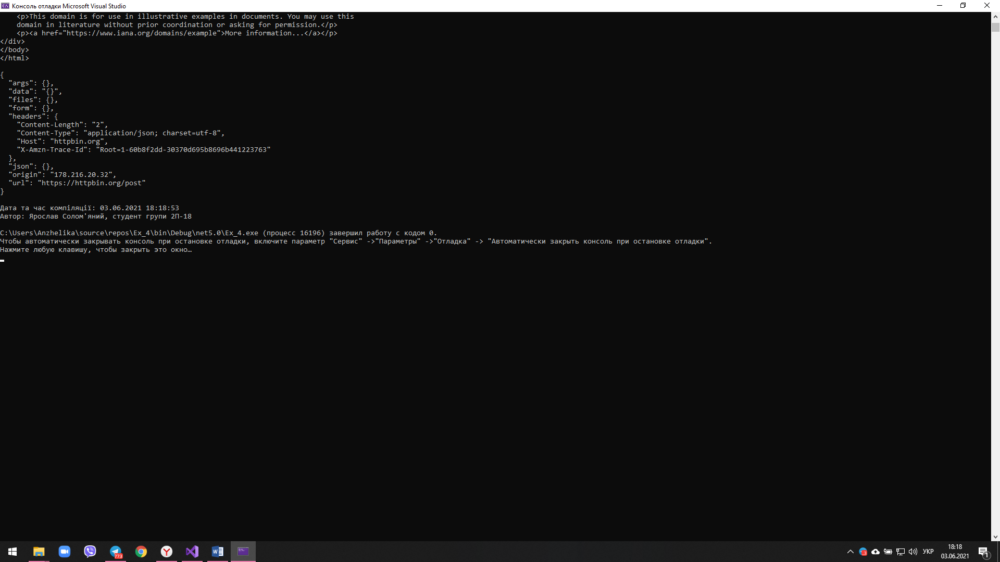 Консоль отладки Microsoft Visual Studio
    <p>This domain is for use in illustrative examples in documents. You may use this
    domain in literature without prior coordination or asking for permission.</p>
    <p><a href="https://www.iana.org/domains/example">More information...</a></p>
</div>
</body>
</html>

{
  "args": {},
  "data": "{}",
  "files": {},
  "form": {},
  "headers": {
    "Content-Length": "2",
    "Content-Type": "application/json; charset=utf-8",
    "Host": "httpbin.org",
    "X-Amzn-Trace-Id": "Root=1-60b8f2dd-30370d695b8696b441223763"
  },
  "json": {},
  "origin": "178.216.20.32",
  "url": "https://httpbin.org/post"
}

Дата та час компіляції: 03.06.2021 18:18:53
Автор: Ярослав Солом'яний, студент групи 2П-18

C:\Users\Anzhelika\source\repos\Ex_4\bin\Debug\net5.0\Ex_4.exe (процесс 16196) завершил работу с кодом 0.
Чтобы автоматически закрывать консоль при остановке отладки, включите параметр "Сервис" ->"Параметры" ->"Отладка" -> "Автоматически закрыть консоль при остановке отладки".
Нажмите любую клавишу, чтобы закрыть это окно…
773
3
УКР
18:18
03.06.2021
1